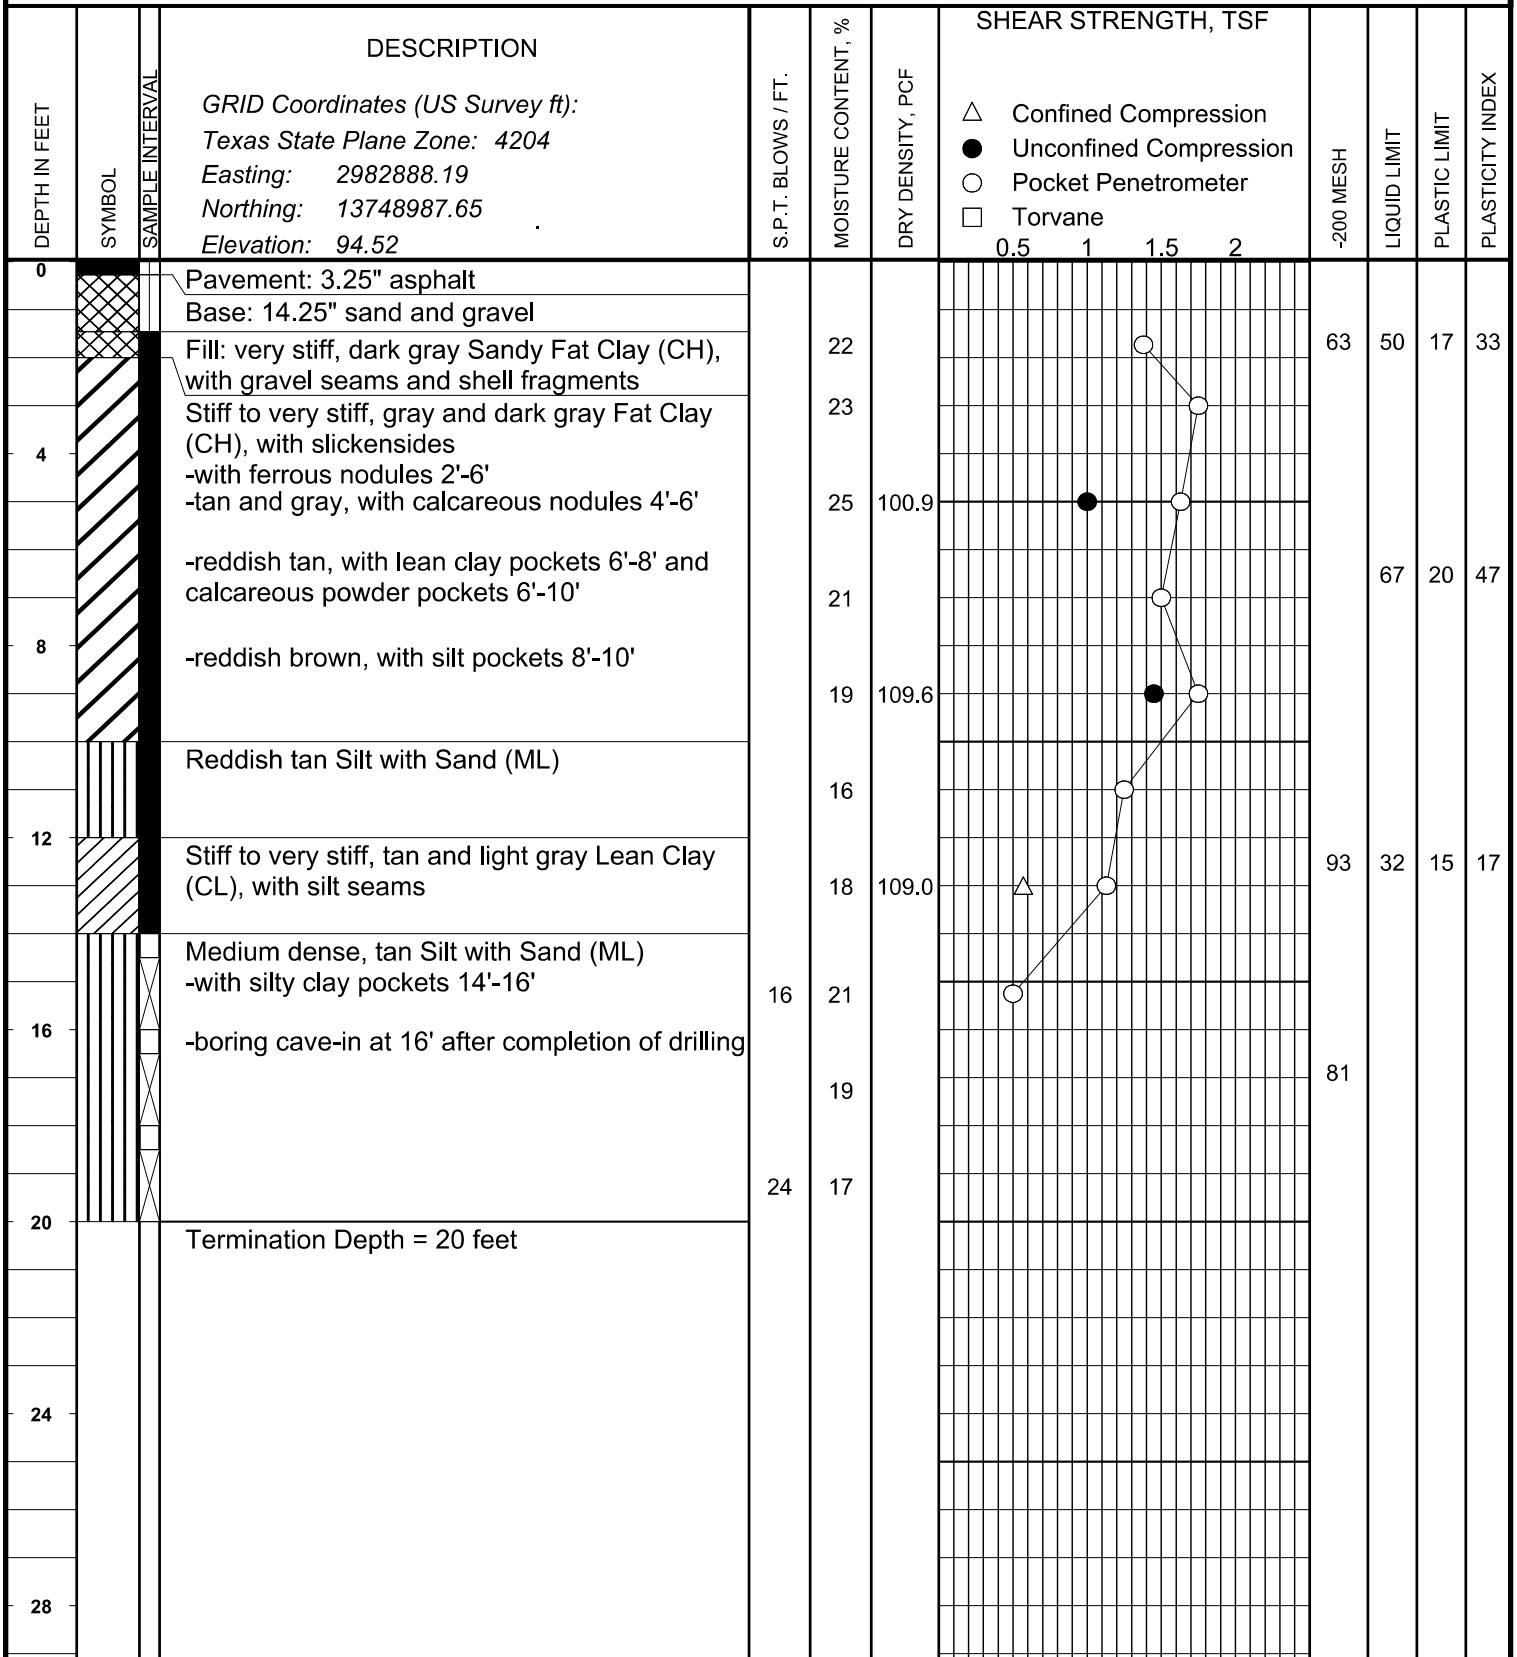 SHEAR STRENGTH, TSF
DESCRIPTION
DEPTH IN FEET
SYMBOL
SAMPLE INTERVAL
GRID Coordinates (US Survey ft):
Texas State Plane Zone: 4204
Easting: 2982888.19
Northing: 13748987.65
Elevation: 94.52
S.P.T. BLOWS / FT.
MOISTURE CONTENT, %
DRY DENSITY, PCF
△ Confined Compression
● Unconfined Compression
○ Pocket Penetrometer
□ Torvane
0.5 1 1.5 2
-200 MESH
LIQUID LIMIT
PLASTIC LIMIT
PLASTICITY INDEX
0
Pavement: 3.25" asphalt
Base: 14.25" sand and gravel
Fill: very stiff, dark gray Sandy Fat Clay (CH), 22 63 50 17 33
with gravel seams and shell fragments
Stiff to very stiff, gray and dark gray Fat Clay 23
(CH), with slickensides
4
-with ferrous nodules 2'-6'
-tan and gray, with calcareous nodules 4'-6' 25 100.9
-reddish tan, with lean clay pockets 6'-8' and 67 20 47
calcareous powder pockets 6'-10' 21
8
-reddish brown, with silt pockets 8'-10'
19 109.6
Reddish tan Silt with Sand (ML)
16
12
Stiff to very stiff, tan and light gray Lean Clay 93 32 15 17
(CL), with silt seams 18 109.0
Medium dense, tan Silt with Sand (ML)
-with silty clay pockets 14'-16' 16 21
16
-boring cave-in at 16' after completion of drilling
81
19
24 17
20
Termination Depth = 20 feet
24
28